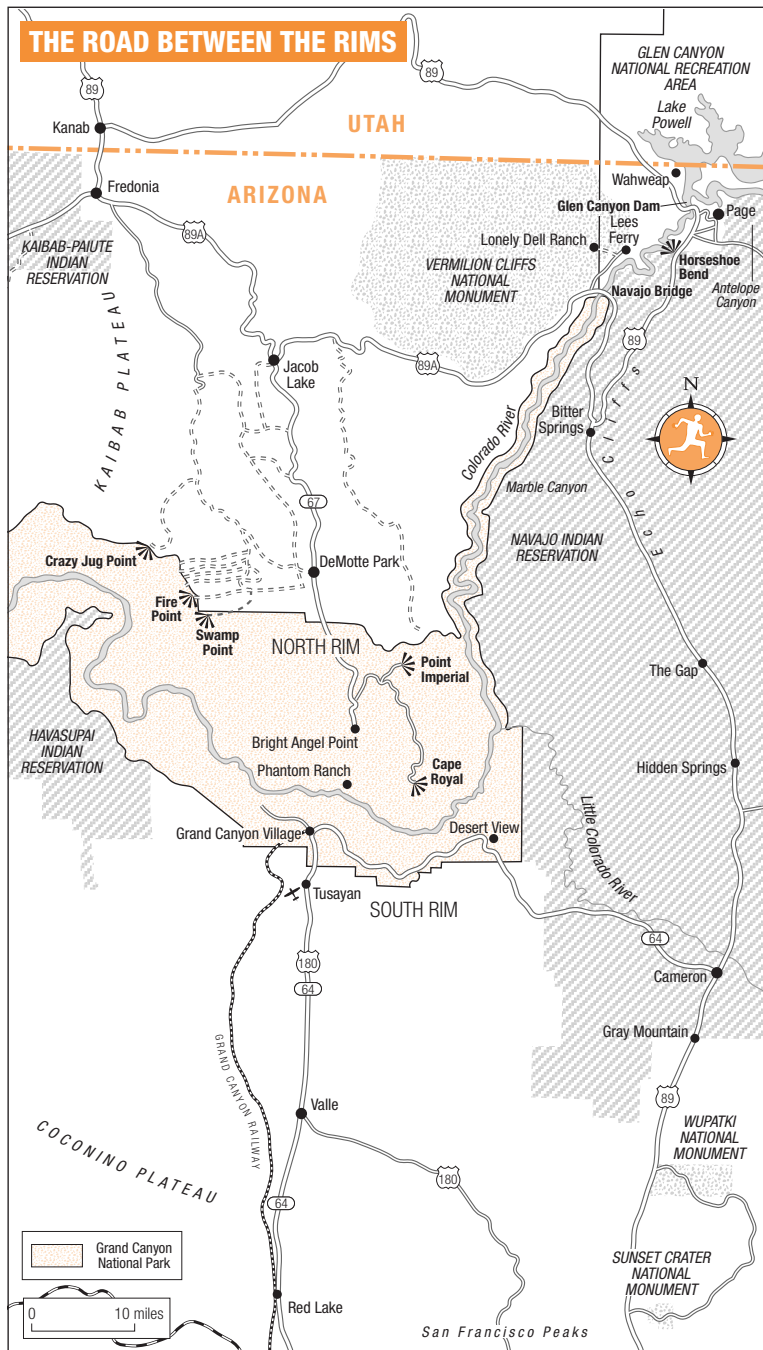 THE ROAD BETWEEN THE RIMS
GLEN CANYON
NATIONAL RECREATION
AREA
Lake
Powell
89
89
Kanab
UTAH
Wahweap
Fredonia
ARIZONA
Glen Canyon Dam
Page
Lees
Ferry
89A
Lonely Dell Ranch
KAIBAB-PAIUTE
INDIAN
RESERVATION
VERMILION CLIFFS
NATIONAL
MONUMENT
Horseshoe
Bend
Antelope
Canyon
Navajo Bridge
89
KAIBAB PLATEAU
Jacob
Lake
89A
N
Bitter
Springs
Echo Cliffs
Colorado River
Marble Canyon
67
NAVAJO INDIAN
RESERVATION
Crazy Jug Point
DeMotte Park
Fire
Point
Swamp
Point
NORTH RIM
Point
Imperial
The Gap
Bright Angel Point
HAVASUPAI
INDIAN
RESERVATION
Cape
Royal
Hidden Springs
Phantom Ranch
Little Colorado River
Grand Canyon Village
Desert View
Tusayan
SOUTH RIM
64
180
64
Cameron
Gray Mountain
GRAND CANYON RAILWAY
89
Valle
WUPATKI
NATIONAL
MONUMENT
COCONINO PLATEAU
180
64
Grand Canyon
National Park
SUNSET CRATER
NATIONAL
MONUMENT
0 10 miles
Red Lake
San Francisco Peaks